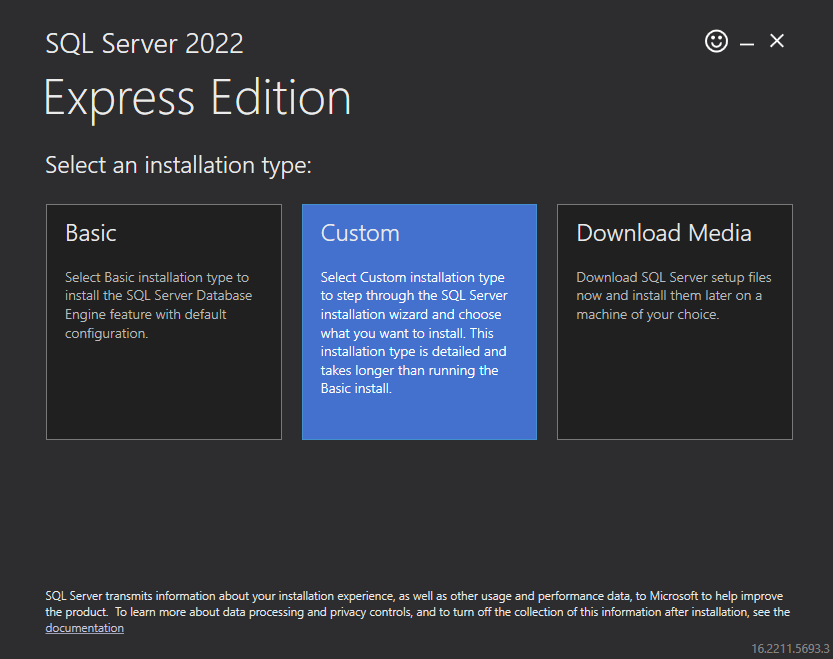 SQL Server 2022
Express Edition
Select an installation type:
Basic
Select Basic installation type to
install the SQL Server Database
Engine feature with default
configuration.
Custom
Select Custom installation type
to step through the SQL Server
installation wizard and choose
what you want to install. This
installation type is detailed and
takes longer than running the
Basic install.
Download Media
Download SQL Server setup files
now and install them later on a
machine of your choice.
SQL Server transmits information about your installation experience, as well as other usage and performance data, to Microsoft to help improve
the product.  To learn more about data processing and privacy controls, and to turn off the collection of this information after installation, see the
documentation
16.2211.5693.3